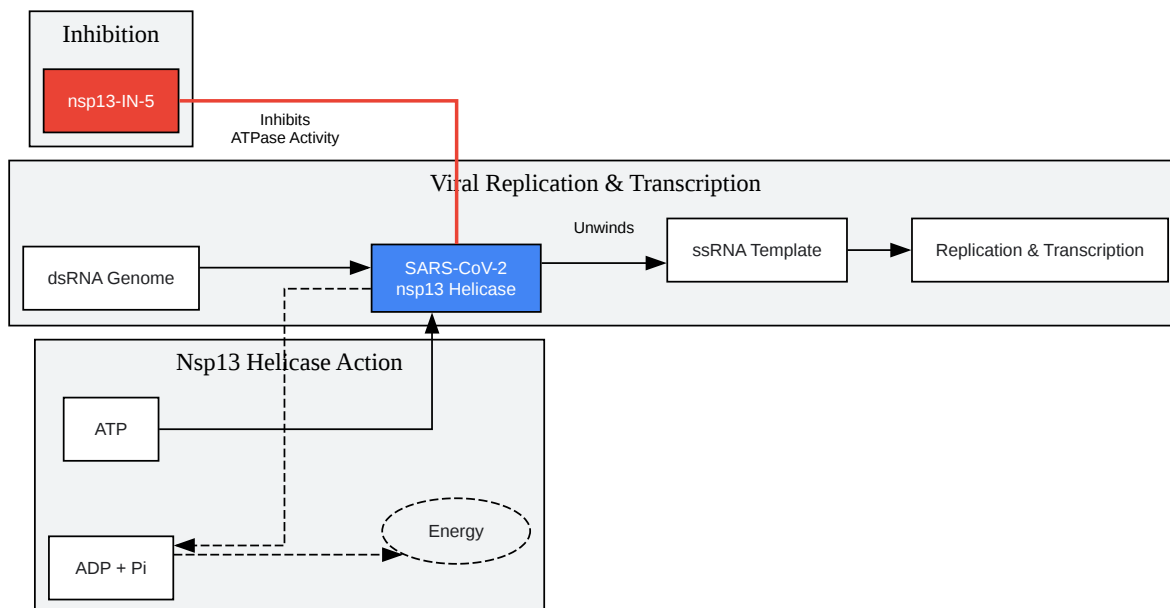 Inhibition
nsp13-IN-5
Inhibits
ATPase Activity
Viral Replication & Transcription
dsRNA Genome
SARS-CoV-2
nsp13 Helicase
Unwinds
ssRNA Template
Replication & Transcription
Nsp13 Helicase Action
ATP
Energy
ADP + Pi